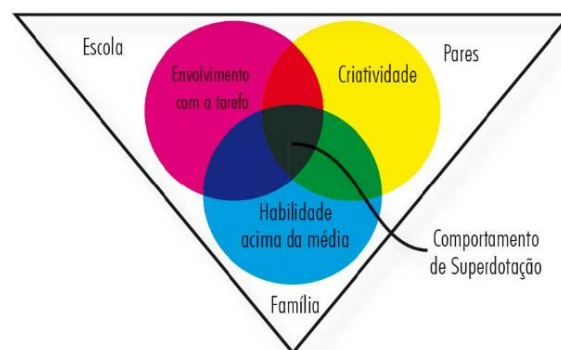 Escola
Pares
Envolvimento
com a tarefa
Criatividade
Habilidade
acima da média
Comportamento
de Superdotação
Família